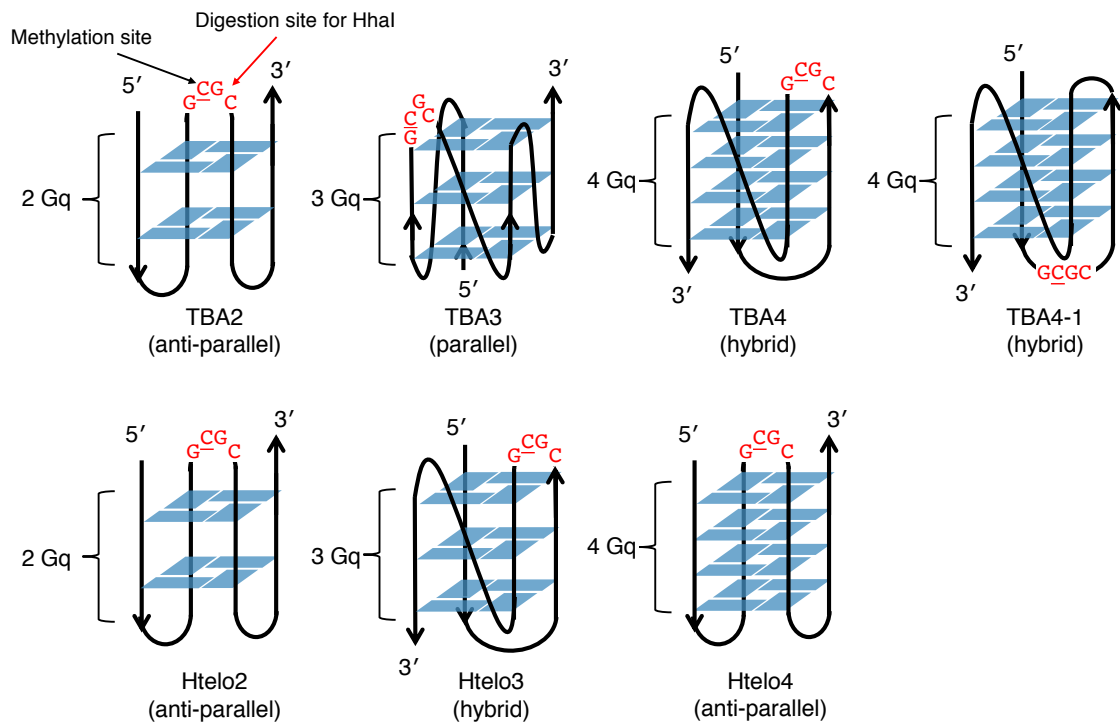 Methylation site
Digestion site for HhaI
5′
GCGC
3′
2 Gq
TBA2
(anti-parallel)
GCGC
3 Gq
5′
3′
TBA3
(parallel)
5′
GCGC
4 Gq
3′
TBA4
(hybrid)
5′
4 Gq
GCGC
3′
TBA4-1
(hybrid)
5′
GCGC
3′
2 Gq
Htelo2
(anti-parallel)
5′
GCGC
3 Gq
3′
Htelo3
(hybrid)
5′
GCGC
3′
4 Gq
Htelo4
(anti-parallel)